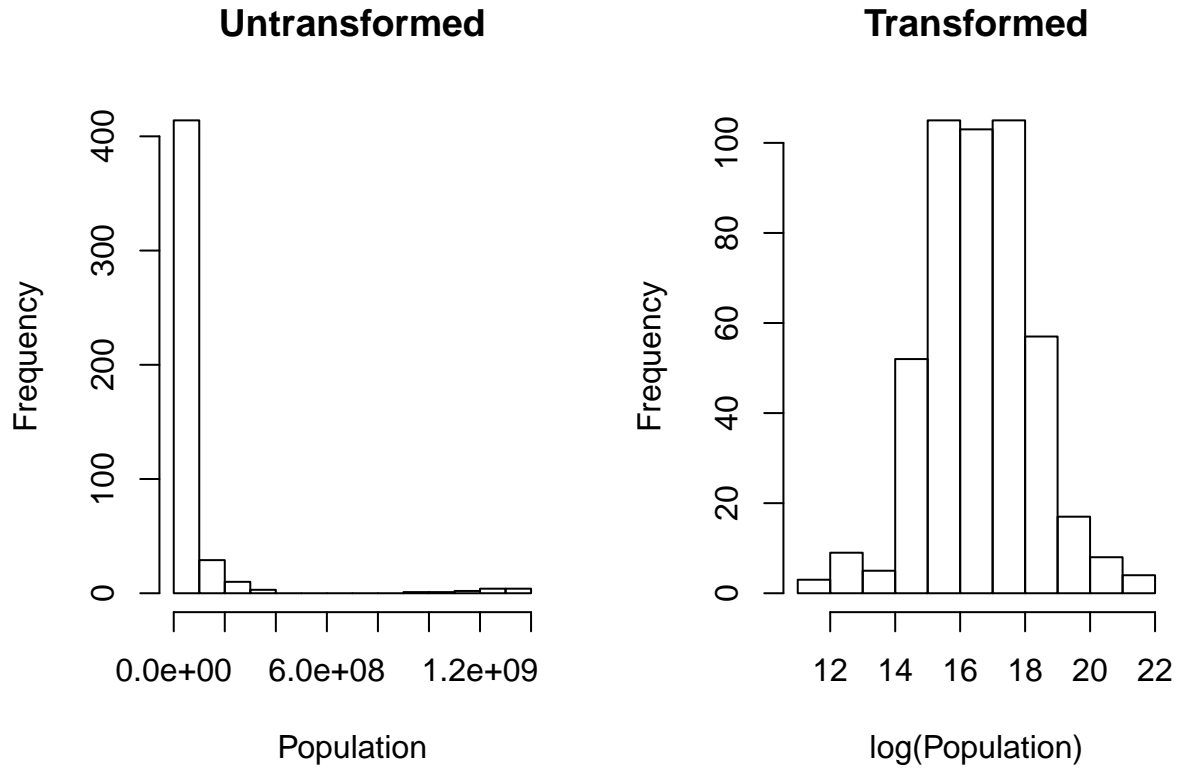 Untransformed
Frequency
400
300
200
100
0
0.0e+00 6.0e+08 1.2e+09
Population
Transformed
Frequency
100
80
60
40
20
0
12 14 16 18 20 22
log(Population)